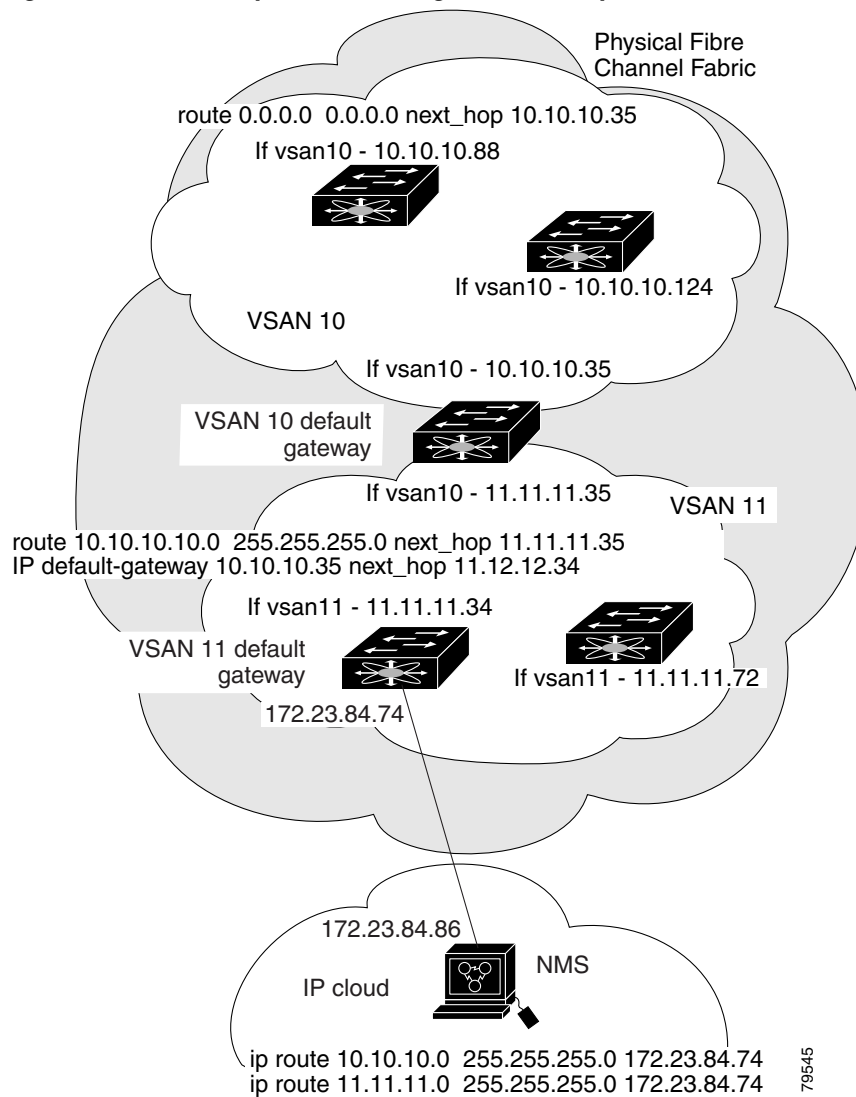 Physical Fibre
Channel Fabric
route 0.0.0.0 0.0.0.0 next_hop 10.10.10.35
If vsan10 - 10.10.10.88
If vsan10 - 10.10.10.124
VSAN 10
If vsan10 - 10.10.10.35
VSAN 10 default
gateway
If vsan10 - 11.11.11.35
VSAN 11
route 10.10.10.10.0 255.255.255.0 next_hop 11.11.11.35
IP default-gateway 10.10.10.35 next_hop 11.12.12.34
If vsan11 - 11.11.11.34
VSAN 11 default
gateway
If vsan11 - 11.11.11.72
172.23.84.74
172.23.84.86
NMS
IP cloud
ip route 10.10.10.0 255.255.255.0 172.23.84.74
ip route 11.11.11.0 255.255.255.0 172.23.84.74
79545